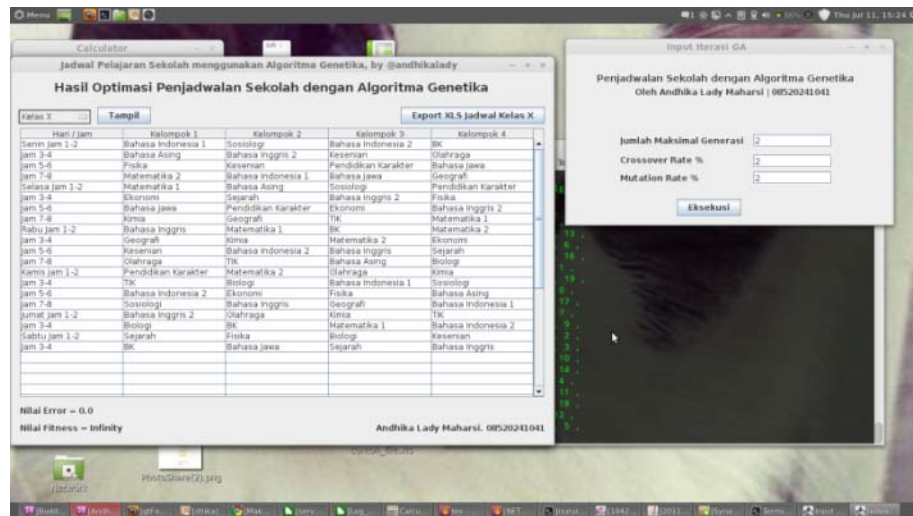 Menu
Thu Jul 11, 15:24
Calculator
Input Iterasi GA
Jadwal Pelajaran Sekolah menggunakan Algoritma Genetika, by @andhikalady
Hasil Optimasi Penjadwalan Sekolah dengan Algoritma Genetika
Kelas X Tampil Export XLS Jadwal Kelas X
Hari / Jam Kelompok 1 Kelompok 2 Kelompok 3 Kelompok 4
Senin Jam 1-2 Bahasa Indonesia 1 Sosiologi Bahasa Indonesia 2 BK
Jam 3-4 Bahasa Asing Bahasa Inggris 2 Kesenian Olahraga
Jam 5-6 Fisika Kesenian Pendidikan Karakter Bahasa Jawa
Jam 7-8 Matematika 2 Bahasa Indonesia 1 Bahasa Jawa Geografi
Selasa Jam 1-2 Matematika 1 Bahasa Asing Sosiologi Pendidikan Karakter
Jam 3-4 Ekonomi Sejarah Bahasa Inggris 2 Fisika
Jam 5-6 Bahasa Jawa Pendidikan Karakter Ekonomi Bahasa Inggris 2
Jam 7-8 Kimia Geografi TIK Matematika 1
Rabu Jam 1-2 Bahasa Inggris Matematika 1 BK Matematika 2
Jam 3-4 Geografi Kimia Matematika 2 Ekonomi
Jam 5-6 Kesenian Bahasa Indonesia 2 Bahasa Inggris Sejarah
Jam 7-8 Olahraga TIK Bahasa Asing Biologi
Kamis Jam 1-2 Pendidikan Karakter Matematika 2 Olahraga Kimia
Jam 3-4 TIK Biologi Bahasa Indonesia 1 Sosiologi
Jam 5-6 Bahasa Indonesia 2 Ekonomi Fisika Bahasa Asing
Jam 7-8 Sosiologi Bahasa Inggris Geografi Bahasa Indonesia 1
Jumat Jam 1-2 Bahasa Inggris 2 Olahraga Kimia TIK
Jam 3-4 Biologi BK Matematika 1 Bahasa Indonesia 2
Sabtu Jam 1-2 Sejarah Fisika Biologi Kesenian
Jam 3-4 BK Bahasa Jawa Sejarah Bahasa Inggris
Nilai Error = 0.0
Nilai Fitness = Infinity Andhika Lady Maharsi. 08520241041
Penjadwalan Sekolah dengan Algoritma Genetika
Oleh Andhika Lady Maharsi | 08520241041
Jumlah Maksimal Generasi 2
Crossover Rate % 2
Mutation Rate % 2
Eksekusi
Network
PhotoShare(2).png